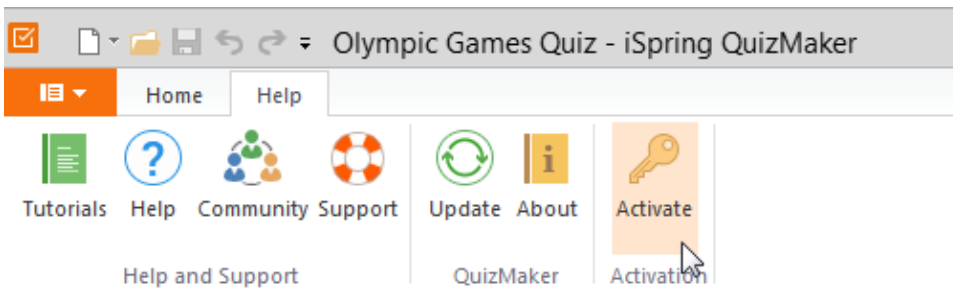 Olympic Games Quiz - iSpring QuizMaker
Home Help
Tutorials Help Community Support Update About Activate
Help and Support QuizMaker Activation